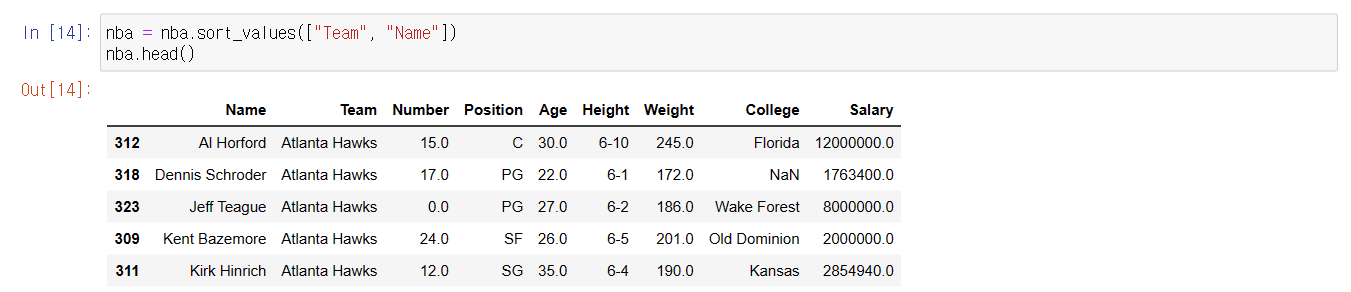 In [14]: nba = nba.sort_values(["Team", "Name"])
nba.head()
Out[14]:
Name Team Number Position Age Height Weight College Salary
312 Al Horford Atlanta Hawks 15.0 C 30.0 6-10 245.0 Florida 12000000.0
318 Dennis Schroder Atlanta Hawks 17.0 PG 22.0 6-1 172.0 NaN 1763400.0
323 Jeff Teague Atlanta Hawks 0.0 PG 27.0 6-2 186.0 Wake Forest 8000000.0
309 Kent Bazemore Atlanta Hawks 24.0 SF 26.0 6-5 201.0 Old Dominion 2000000.0
311 Kirk Hinrich Atlanta Hawks 12.0 SG 35.0 6-4 190.0 Kansas 2854940.0